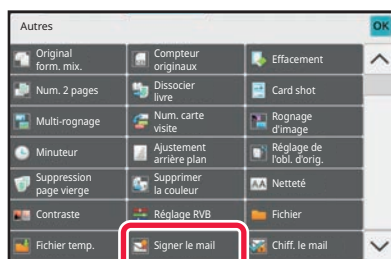 Autres
OK
Original
form. mix.
Compteur
originaux
Effacement
Num. 2 pages
Dissocier
livre
Card shot
Multi-rognage
Num. carte
visite
Rognage
d'image
Minuteur
Ajustement
arrière plan
Réglage de
l'obl. d'orig.
Suppression
page vierge
Supprimer
la couleur
AA Netteté
Contraste
Réglage RVB
Fichier
Fichier temp.
Signer le mail
Chiff. le mail